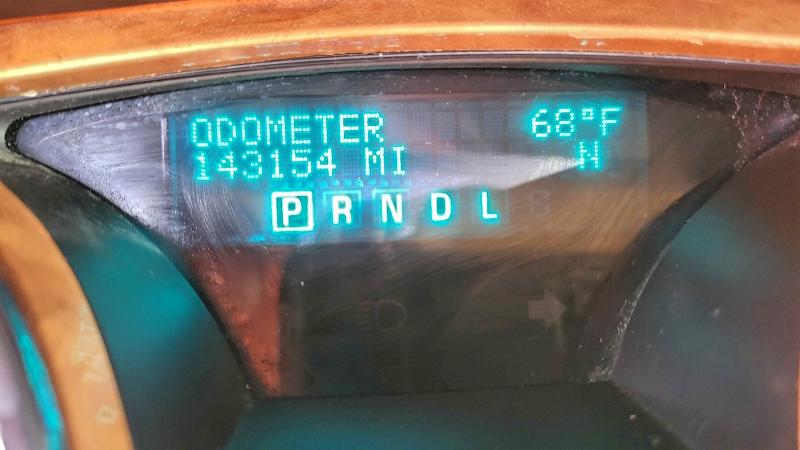 ODOMETER 68°F
143154 MI N
P R N D L